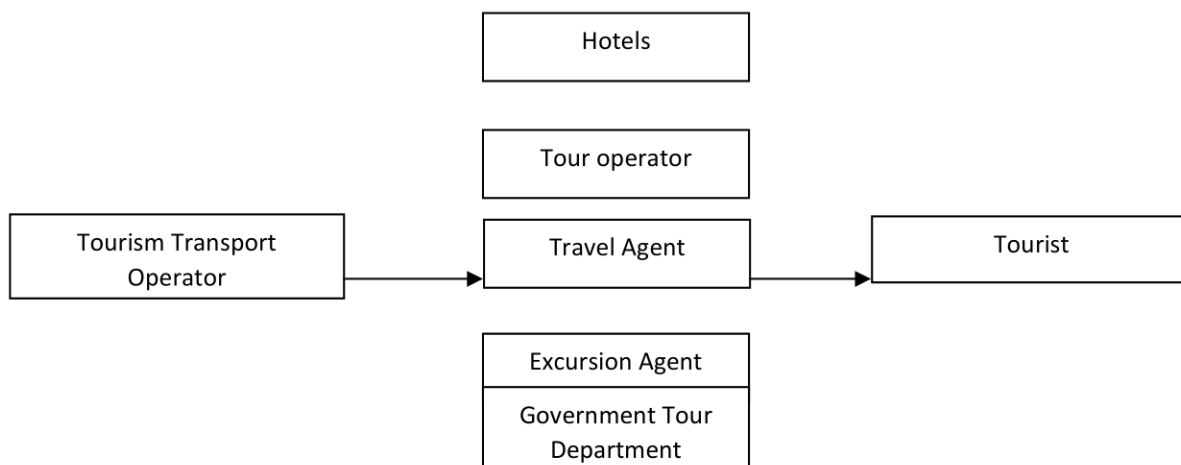 Hotels
Tour operator
Tourism Transport
Operator
Travel Agent
Tourist
Excursion Agent
Government Tour
Department